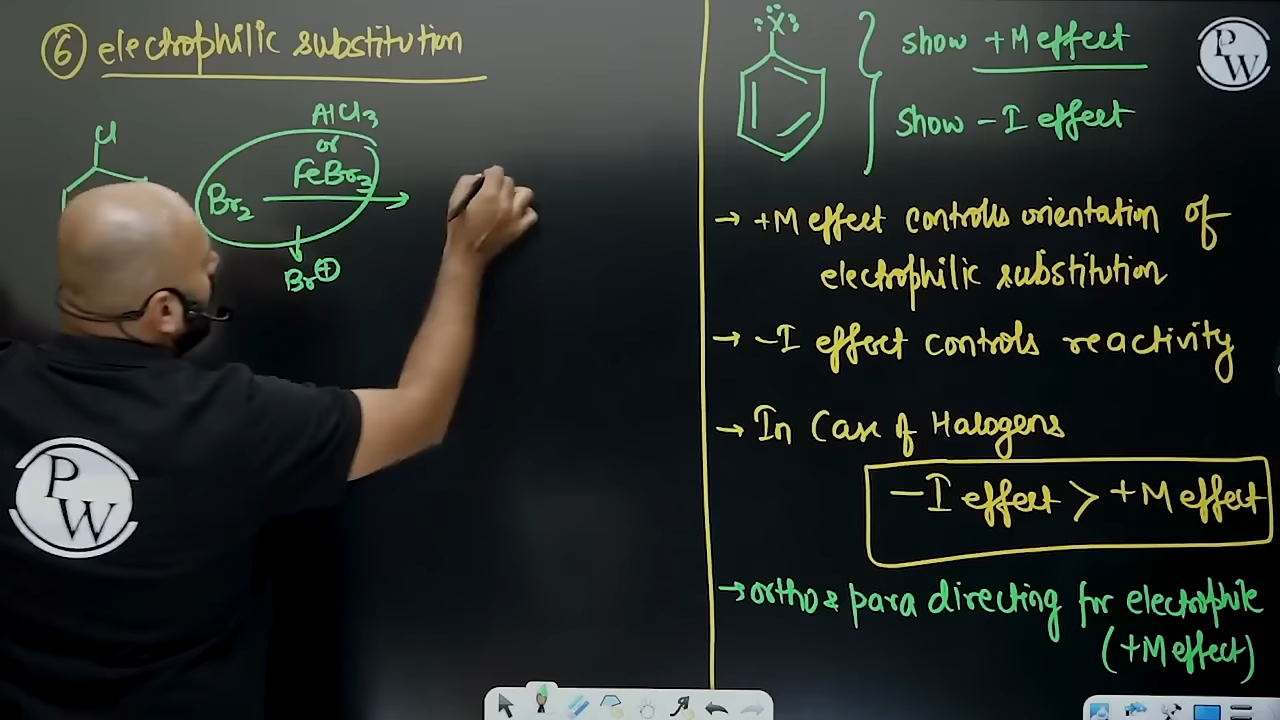 ⑥ electrophilic substitution
Cl
AlCl3
or
Br2 FeBr3
Br⊕
:Ẍ:
show +M effect
show -I effect
→ +M effect controlls orientation of
electrophilic substitution
→ -I effect controls reactivity
→ In Case of Halogens
-I effect > +M effect
→ ortho & para directing for electrophile
(+M effect)
PW
PW